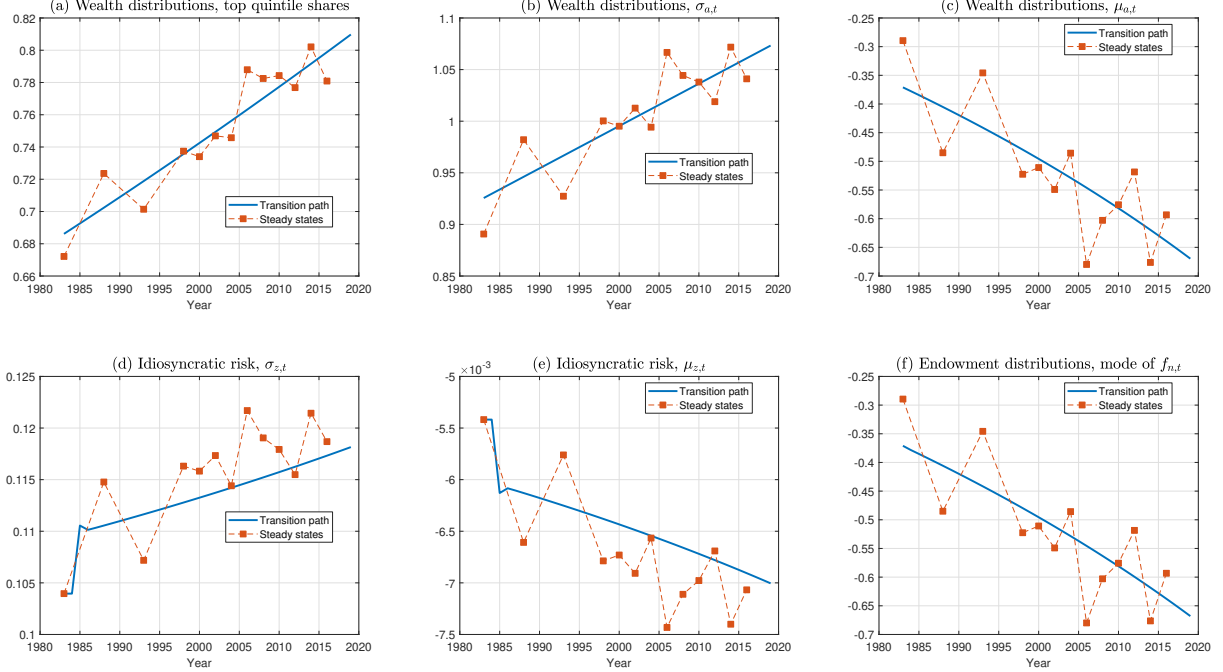 (a) Wealth distributions, top quintile shares
0.82
0.8
0.78
0.76
0.74
0.72
0.7
0.68
0.66
Transition path
Steady states
1980 1985 1990 1995 2000 2005 2010 2015 2020
Year
(b) Wealth distributions, σa,t
1.1
1.05
1
0.95
0.9
0.85
Transition path
Steady states
1980 1985 1990 1995 2000 2005 2010 2015 2020
Year
(c) Wealth distributions, μa,t
-0.25
-0.3
-0.35
-0.4
-0.45
-0.5
-0.55
-0.6
-0.65
-0.7
Transition path
Steady states
1980 1985 1990 1995 2000 2005 2010 2015 2020
Year
(d) Idiosyncratic risk, σz,t
0.125
0.12
0.115
0.11
0.105
0.1
Transition path
Steady states
1980 1985 1990 1995 2000 2005 2010 2015 2020
Year
(e) Idiosyncratic risk, μz,t
×10-3
-5
-5.5
-6
-6.5
-7
-7.5
Transition path
Steady states
1980 1985 1990 1995 2000 2005 2010 2015 2020
Year
(f) Endowment distributions, mode of fn,t
-0.25
-0.3
-0.35
-0.4
-0.45
-0.5
-0.55
-0.6
-0.65
-0.7
Transition path
Steady states
1980 1985 1990 1995 2000 2005 2010 2015 2020
Year